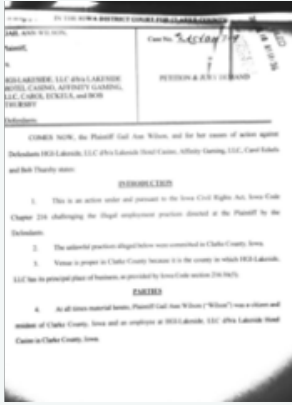 IN THE IOWA DISTRICT COURT FOR CLARKE COUNTY
GAIL ANN WILSON,
Plaintiff,
Case No.
v.
HGI-LAKESIDE, LLC d/b/a LAKESIDE
HOTEL CASINO, AFFINITY GAMING,
LLC, CAROL ECKELS, and BOB
THURSBY
PETITION & JURY DEMAND
Defendants.
COMES NOW, the Plaintiff Gail Ann Wilson, and for her causes of action against
Defendants HGI-Lakeside, LLC d/b/a Lakeside Hotel Casino, Affinity Gaming, LLC, Carol Eckels
and Bob Thursby states:
INTRODUCTION
1. This is an action under and pursuant to the Iowa Civil Rights Act, Iowa Code
Chapter 216 challenging the illegal employment practices directed at the Plaintiff by the
Defendants.
2. The unlawful practices alleged below were committed in Clarke County, Iowa.
3. Venue is proper in Clarke County because it is the county in which HGI-Lakeside,
LLC has its principal place of business, as provided by Iowa Code section
PARTIES
4. At all times material hereto, Plaintiff Gail Ann Wilson ("Wilson") was a citizen and
resident of Clarke County, Iowa and an employee at HGI-Lakeside, LLC d/b/a Lakeside Hotel
Casino in Clarke County, Iowa.